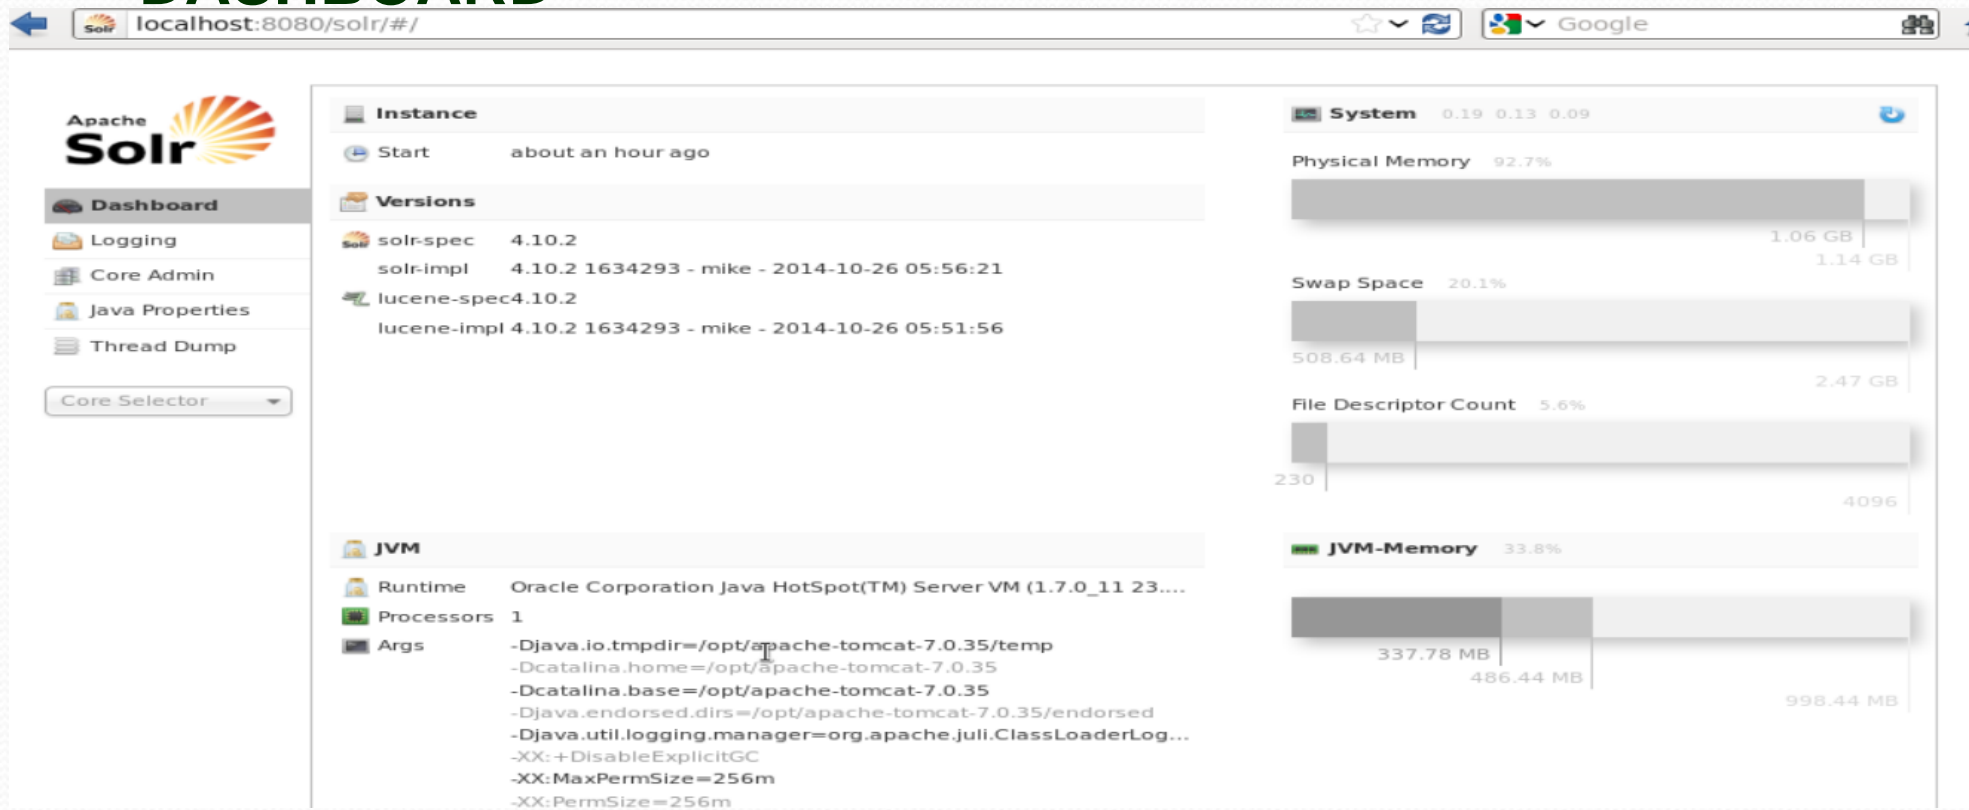 DASHBOARD
localhost:8080/solr/#/
Google
Apache
Solr
Dashboard
Logging
Core Admin
Java Properties
Thread Dump
Core Selector
Instance
Start about an hour ago
Versions
solr-spec 4.10.2
solr-impl 4.10.2 1634293 - mike - 2014-10-26 05:56:21
lucene-spec 4.10.2
lucene-impl 4.10.2 1634293 - mike - 2014-10-26 05:51:56
JVM
Runtime Oracle Corporation Java HotSpot(TM) Server VM (1.7.0_11 23....
Processors 1
Args -Djava.io.tmpdir=/opt/apache-tomcat-7.0.35/temp
-Dcatalina.home=/opt/apache-tomcat-7.0.35
-Dcatalina.base=/opt/apache-tomcat-7.0.35
-Djava.endorsed.dirs=/opt/apache-tomcat-7.0.35/endorsed
-Djava.util.logging.manager=org.apache.juli.ClassLoaderLog...
-XX:+DisableExplicitGC
-XX:MaxPermSize=256m
-XX:PermSize=256m
System 0.19 0.13 0.09
Physical Memory 92.7%
1.06 GB
1.14 GB
Swap Space 20.1%
508.64 MB
2.47 GB
File Descriptor Count 5.6%
230
4096
JVM-Memory 33.8%
337.78 MB
486.44 MB
998.44 MB